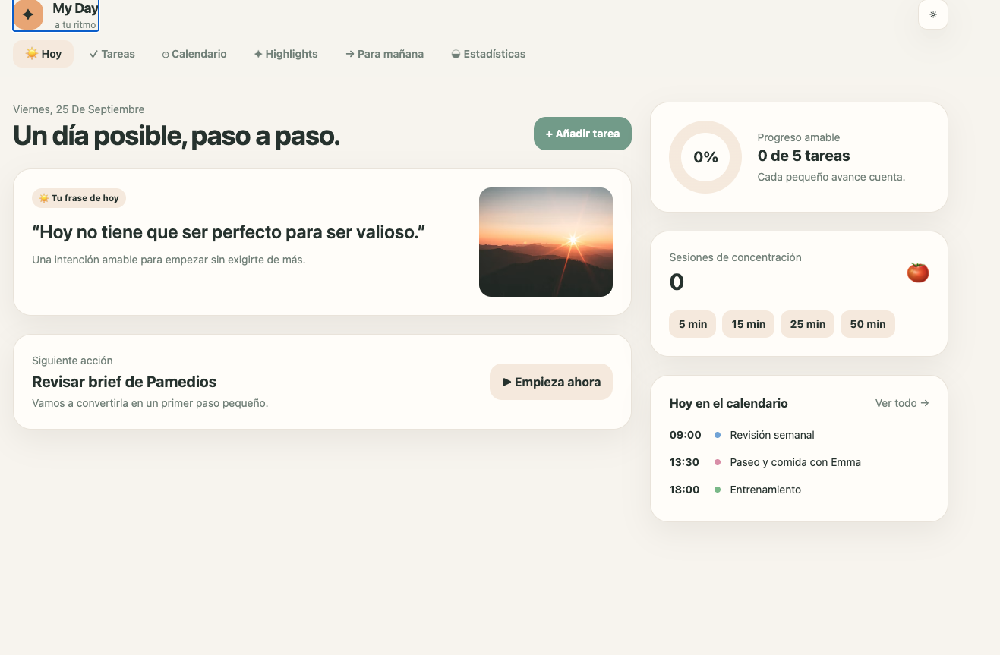 My Day
a tu ritmo
Hoy
Tareas
Calendario
Highlights
Para mañana
Estadísticas
Viernes, 25 De Septiembre
Un día posible, paso a paso.
+ Añadir tarea
Tu frase de hoy
“Hoy no tiene que ser perfecto para ser valioso.”
Una intención amable para empezar sin exigirte de más.
Siguiente acción
Revisar brief de Pamedios
Vamos a convertirla en un primer paso pequeño.
Empieza ahora
0%
Progreso amable
0 de 5 tareas
Cada pequeño avance cuenta.
Sesiones de concentración
0
5 min
15 min
25 min
50 min
Hoy en el calendario
Ver todo →
09:00 Revisión semanal
13:30 Paseo y comida con Emma
18:00 Entrenamiento